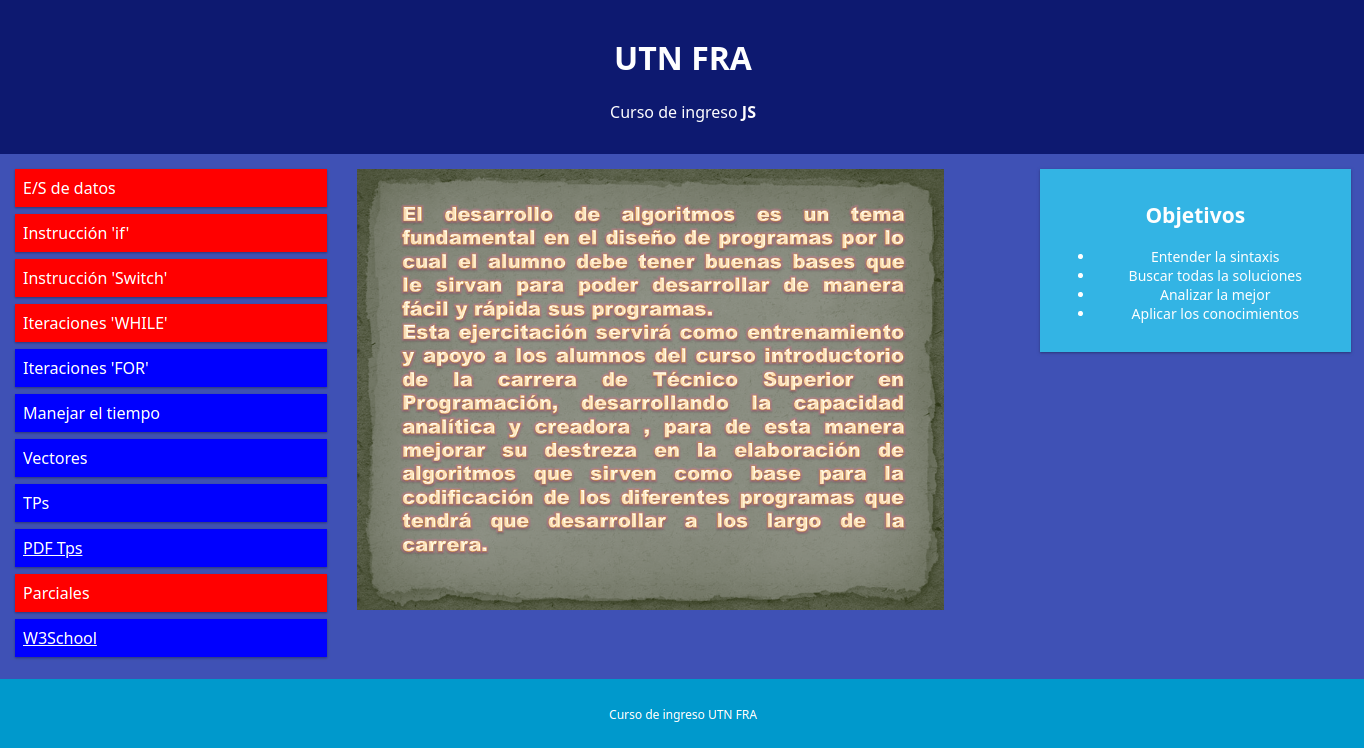 UTN FRA
Curso de ingreso JS
E/S de datos
Instrucción 'if'
Instrucción 'Switch'
Iteraciones 'WHILE'
Iteraciones 'FOR'
Manejar el tiempo
Vectores
TPs
PDF Tps
Parciales
W3School
El desarrollo de algoritmos es un tema
fundamental en el diseño de programas por lo
cual el alumno debe tener buenas bases que
le sirvan para poder desarrollar de manera
fácil y rápida sus programas.
Esta ejercitación servirá como entrenamiento
y apoyo a los alumnos del curso introductorio
de la carrera de Técnico Superior en
Programación, desarrollando la capacidad
analítica y creadora , para de esta manera
mejorar su destreza en la elaboración de
algoritmos que sirven como base para la
codificación de los diferentes programas que
tendrá que desarrollar a los largo de la
carrera.
Objetivos
Entender la sintaxis
Buscar todas la soluciones
Analizar la mejor
Aplicar los conocimientos
Curso de ingreso UTN FRA